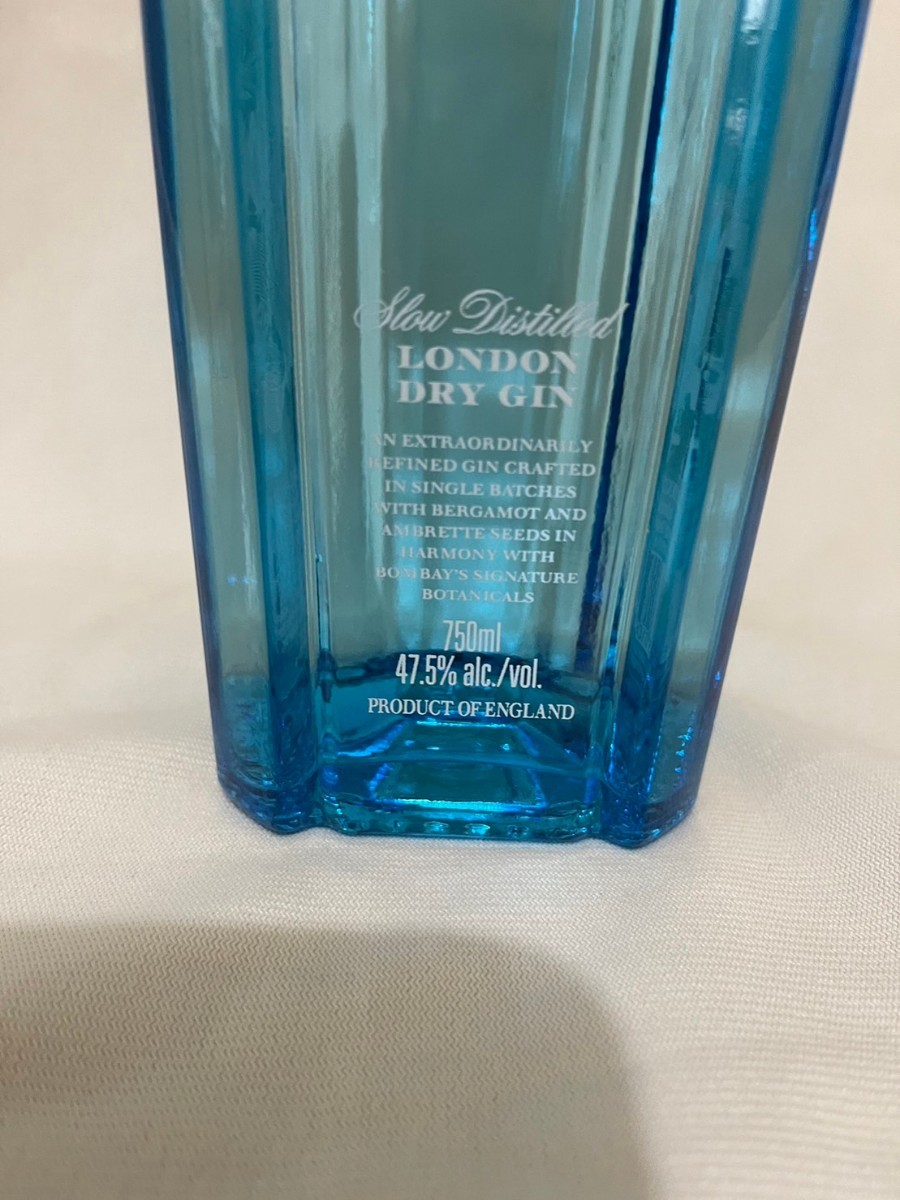 Slow Distilled
LONDON
DRY GIN
AN EXTRAORDINARILY
REFINED GIN CRAFTED
IN SINGLE BATCHES
WITH BERGAMOT AND
AMBRETTE SEEDS IN
HARMONY WITH
BOMBAY'S SIGNATURE
BOTANICALS
750ml
47.5% alc./vol.
PRODUCT OF ENGLAND